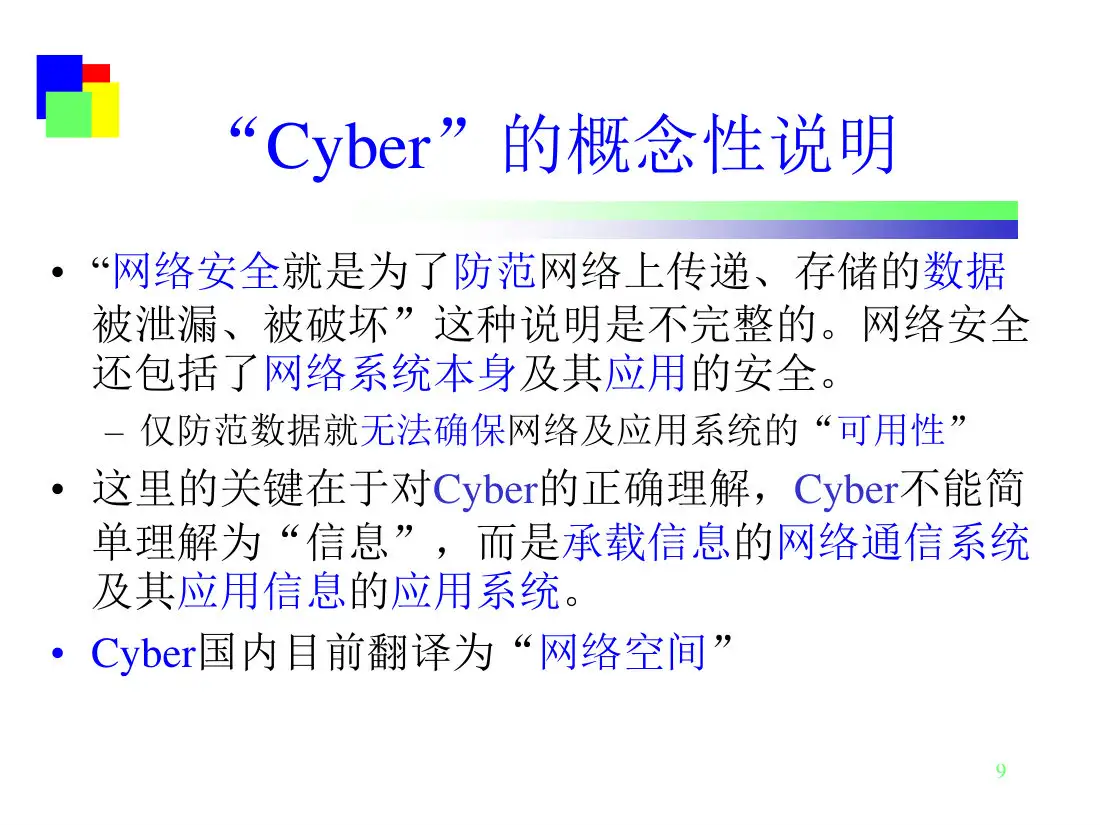 “Cyber”的概念性说明
• “网络安全就是为了防范网络上传递、存储的数据
被泄漏、被破坏”这种说明是不完整的。网络安全
还包括了网络系统本身及其应用的安全。
– 仅防范数据就无法确保网络及应用系统的“可用性”
• 这里的关键在于对Cyber的正确理解，Cyber不能简
单理解为“信息”，而是承载信息的网络通信系统
及其应用信息的应用系统。
• Cyber国内目前翻译为“网络空间”
9